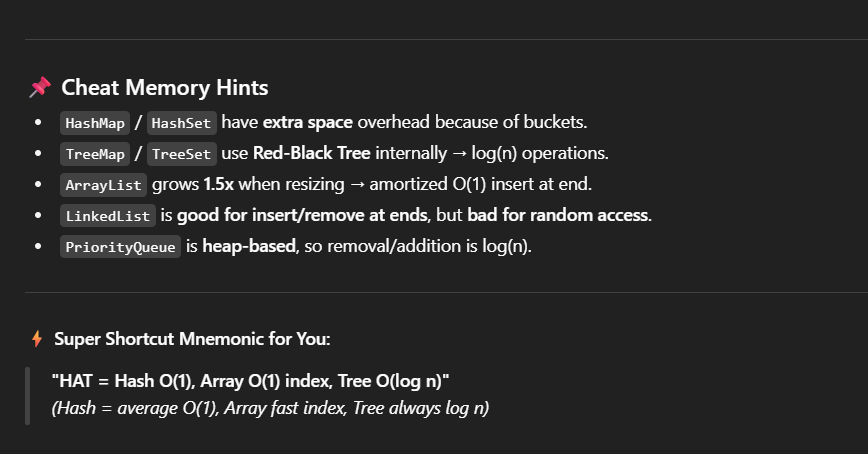 📌 Cheat Memory Hints
• HashMap / HashSet have extra space overhead because of buckets.
• TreeMap / TreeSet use Red-Black Tree internally → log(n) operations.
• ArrayList grows 1.5x when resizing → amortized O(1) insert at end.
• LinkedList is good for insert/remove at ends, but bad for random access.
• PriorityQueue is heap-based, so removal/addition is log(n).
⚡ Super Shortcut Mnemonic for You:
"HAT = Hash O(1), Array O(1) index, Tree O(log n)"
(Hash = average O(1), Array fast index, Tree always log n)